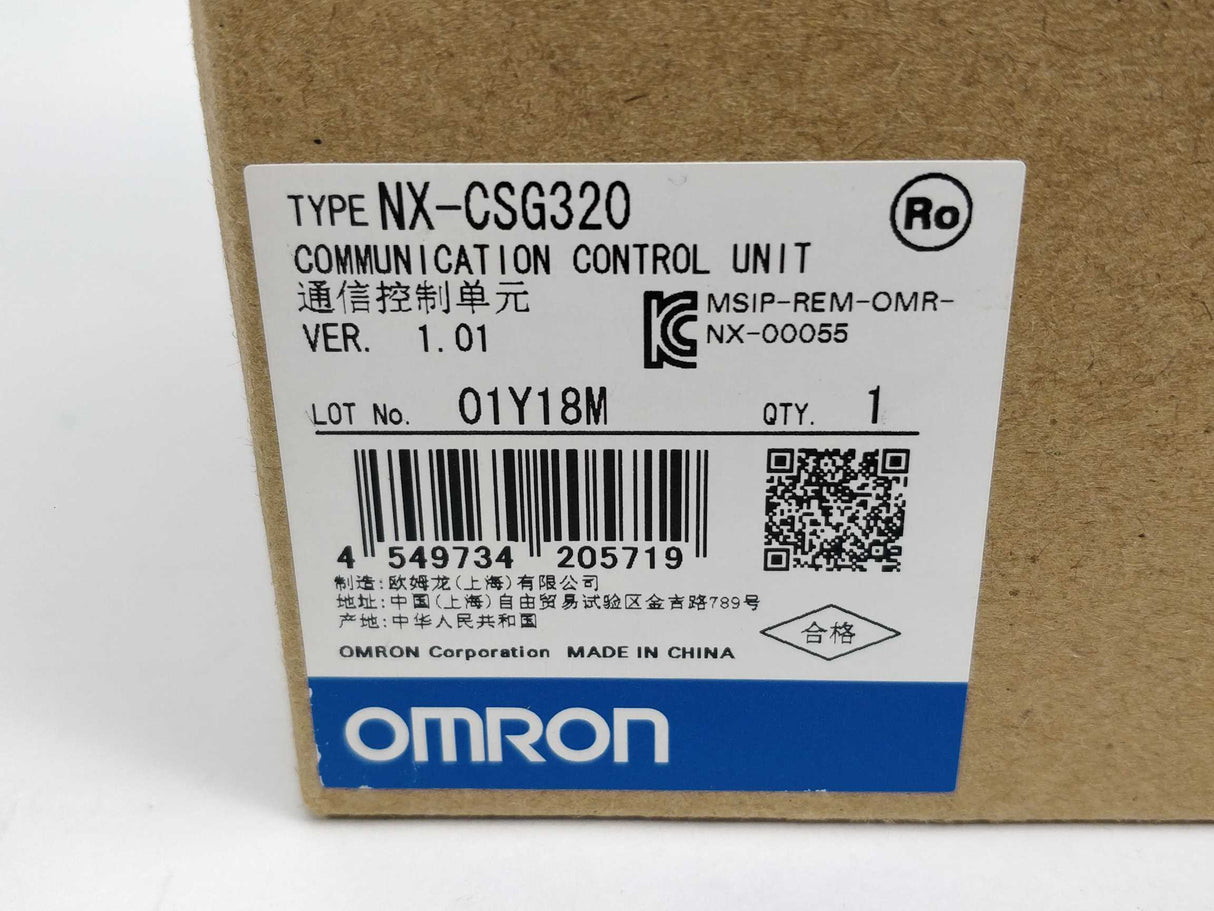 TYPE NX-CSG320
Ro
COMMUNICATION CONTROL UNIT
通信控制单元
VER. 1.01
KC MSIP-REM-OMR-
NX-00055
LOT No. 01Y18M QTY. 1
4 549734 205719
制造:欧姆龙(上海)有限公司
地址:中国(上海)自由贸易试验区金吉路789号
产地:中华人民共和国
合格
OMRON Corporation MADE IN CHINA
OMRON